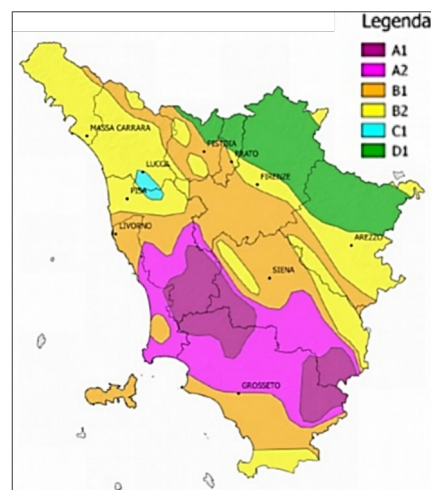 Legenda
A1
A2
B1
B2
C1
D1
MASSA CARRARA
PISTOIA
PRATO
LUCCA
FIRENZE
PISA
LIVORNO
AREZZO
SIENA
GROSSETO